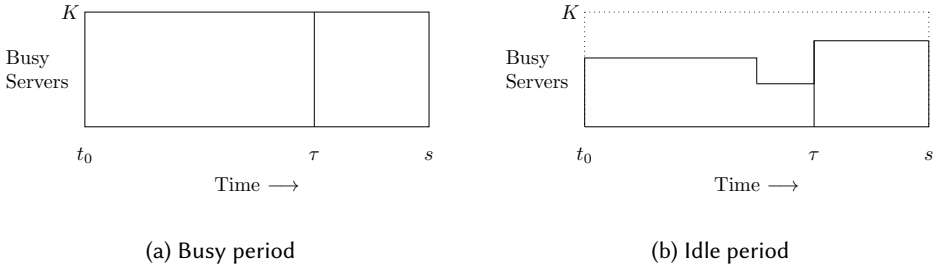 K
Busy
Servers
t₀ τ s
Time →
(a) Busy period
K
Busy
Servers
t₀ τ s
Time →
(b) Idle period